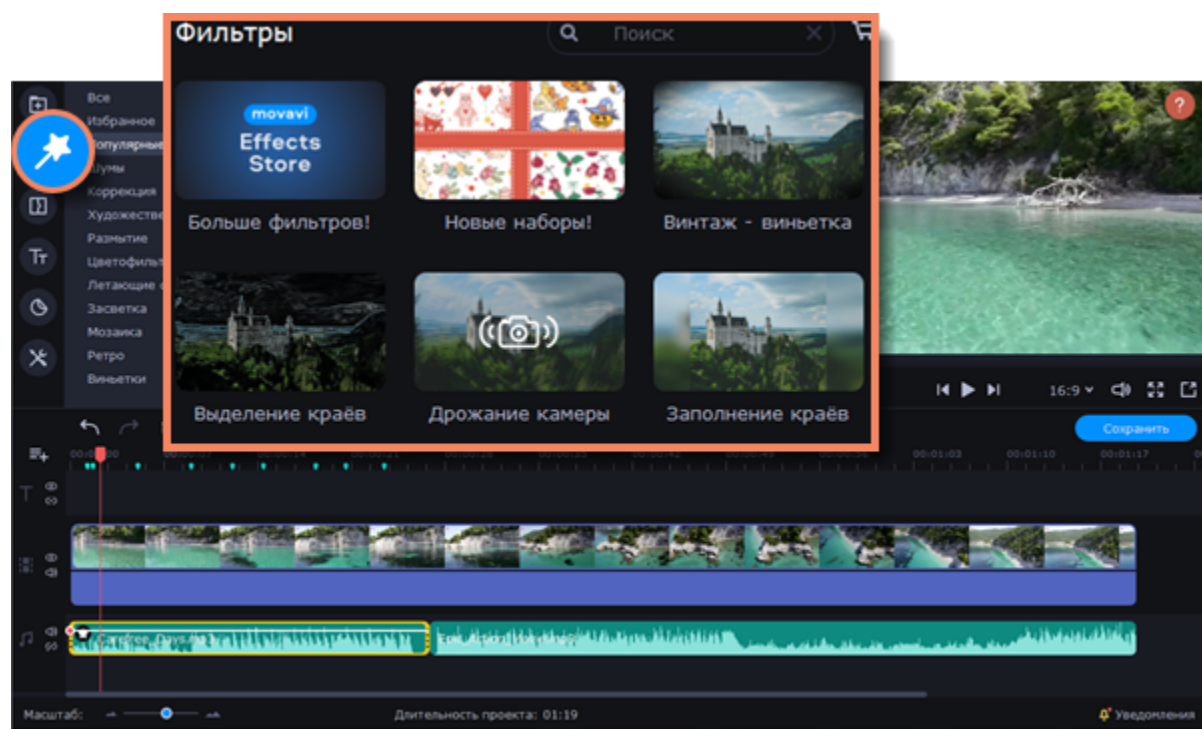 Фильтры
Поиск
movavi
Effects
Store
Больше фильтров!
Новые наборы!
Винтаж - виньетка
Выделение краёв
Дрожание камеры
Заполнение краёв
Все
Избранное
Популярные
Шумы
Коррекция
Художестве
Размытие
Цветофильт
Летающие
Засветка
Мозаика
Ретро
Виньетки
?
16:9
Сохранить
00:01:03 00:01:10 00:01:17
Carefree_Days.mp3
Масштаб:
Длительность проекта: 01:19
Уведомления